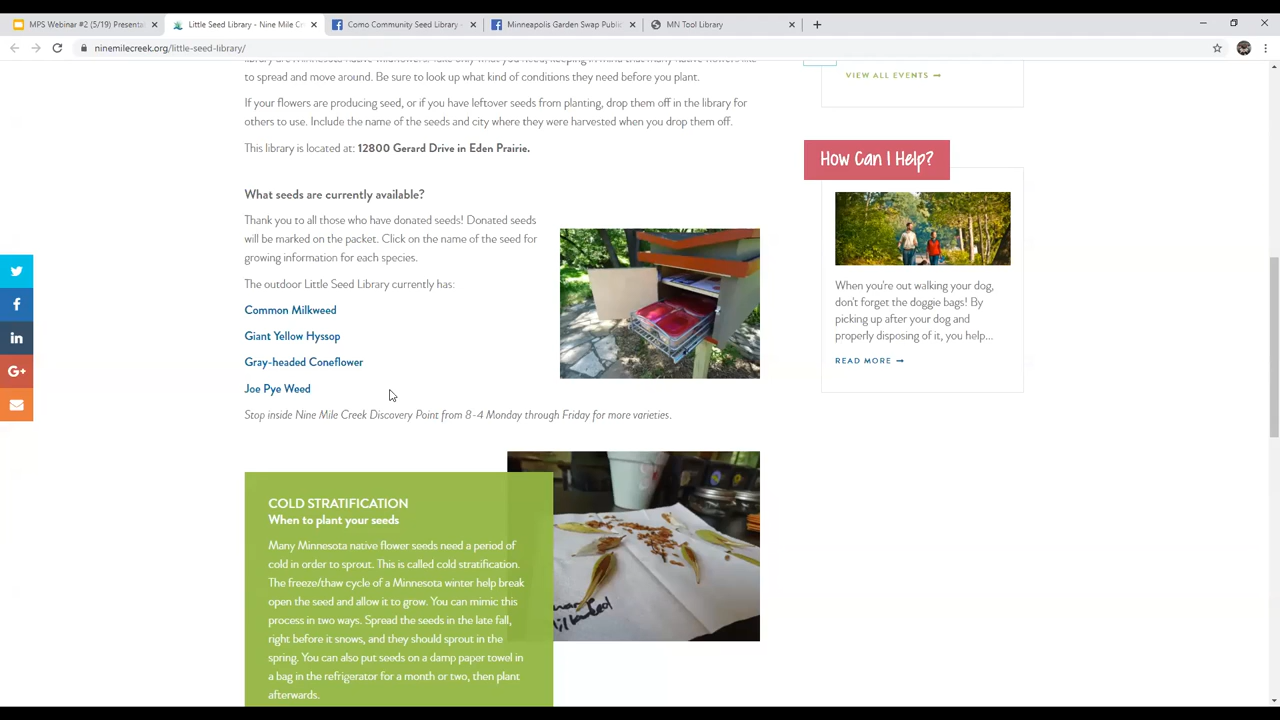 MPS Webinar #2 (5/19) Presentat
Little Seed Library - Nine Mile Cr
Como Community Seed Library -
Minneapolis Garden Swap Public
MN Tool Library
ninemilecreek.org/little-seed-library/
to spread and move around. Be sure to look up what kind of conditions they need before you plant.
If your flowers are producing seed, or if you have leftover seeds from planting, drop them off in the library for
others to use. Include the name of the seeds and city where they were harvested when you drop them off.
This library is located at: 12800 Gerard Drive in Eden Prairie.
What seeds are currently available?
Thank you to all those who have donated seeds! Donated seeds
will be marked on the packet. Click on the name of the seed for
growing information for each species.
The outdoor Little Seed Library currently has:
Common Milkweed
Giant Yellow Hyssop
Gray-headed Coneflower
Joe Pye Weed
Stop inside Nine Mile Creek Discovery Point from 8-4 Monday through Friday for more varieties.
COLD STRATIFICATION
When to plant your seeds
Many Minnesota native flower seeds need a period of
cold in order to sprout. This is called cold stratification.
The freeze/thaw cycle of a Minnesota winter help break
open the seed and allow it to grow. You can mimic this
process in two ways. Spread the seeds in the late fall,
right before it snows, and they should sprout in the
spring. You can also put seeds on a damp paper towel in
a bag in the refrigerator for a month or two, then plant
afterwards.
VIEW ALL EVENTS
How Can I Help?
When you're out walking your dog,
don't forget the doggie bags! By
picking up after your dog and
properly disposing of it, you help...
READ MORE